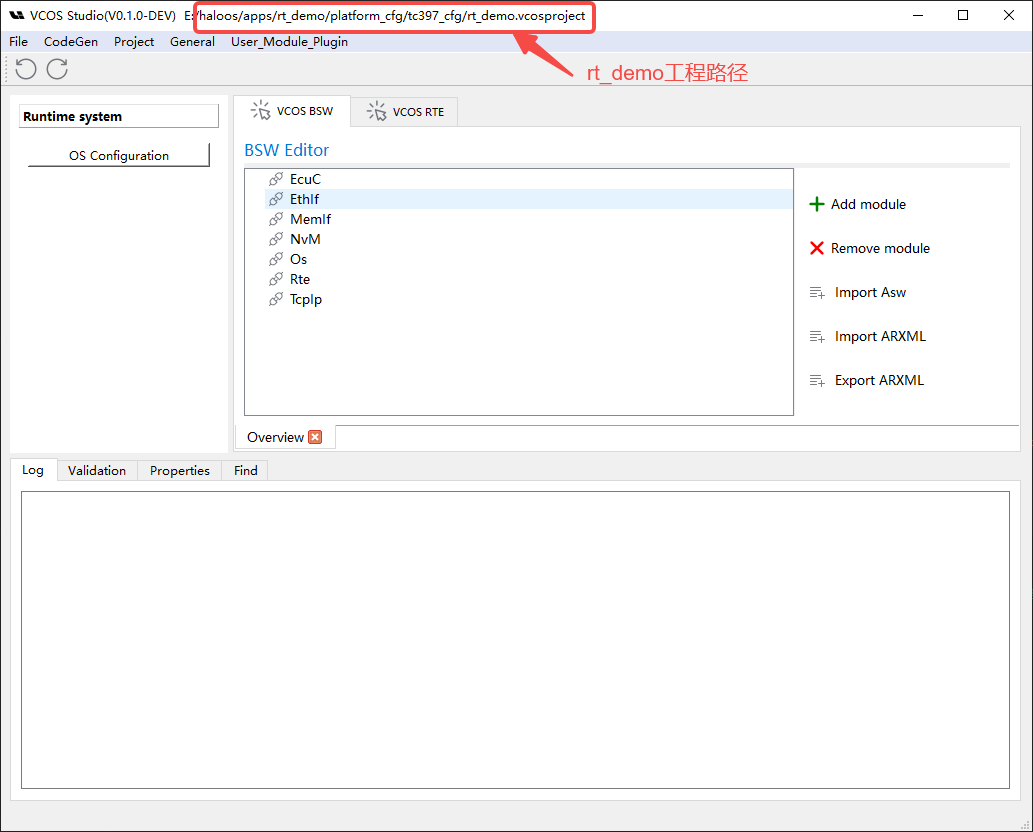 VCOS Studio(V0.1.0-DEV) E:/haloos/apps/rt_demo/platform_cfg/tc397_cfg/rt_demo.vcosproject
File CodeGen Project General User_Module_Plugin
rt_demo工程路径
Runtime system
OS Configuration
VCOS BSW
VCOS RTE
BSW Editor
EcuC
EthIf
MemIf
NvM
Os
Rte
TcpIp
Add module
Remove module
Import Asw
Import ARXML
Export ARXML
Overview
Log Validation Properties Find